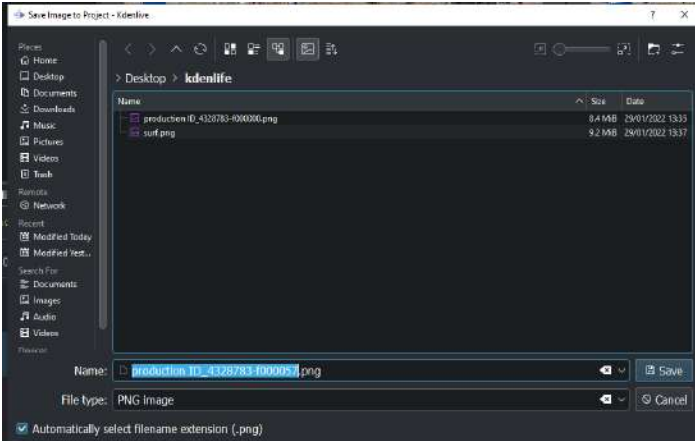 Save Image to Project - Kdenlive
Places
Home
Desktop
Documents
Downloads
Music
Pictures
Videos
Trash
Remote
Network
Recent
Modified Today
Modified Yest...
Search For
Documents
Images
Audio
Videos
> Desktop > kdenlife
Name Size Date
production ID_4328783-f000000.png 8.4 MiB 29/01/2022 13:35
surf.png 9.2 MiB 29/01/2022 13:37
Name: production ID_4328783-f000057.png Save
File type: PNG Image Cancel
Automatically select filename extension (.png)